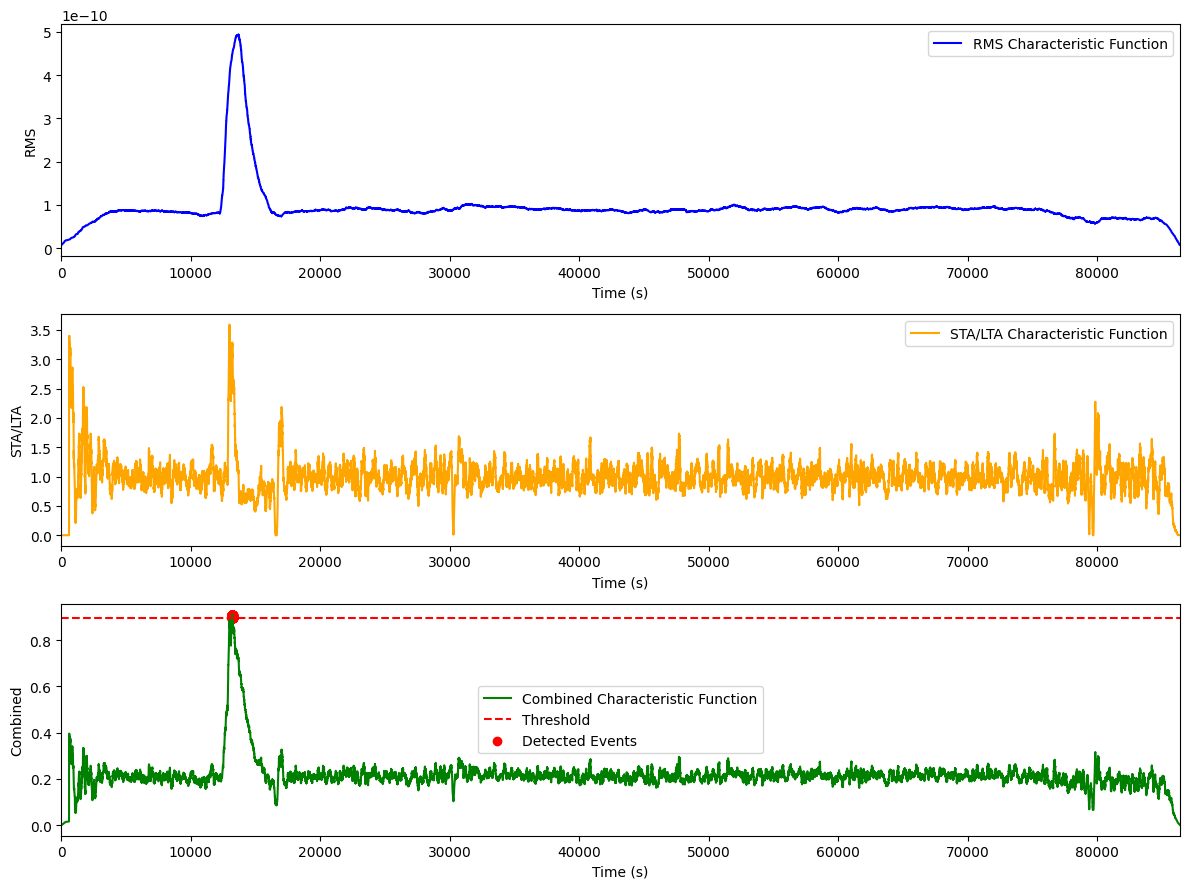 1e−10
5
4
3
2
1
0
RMS
RMS Characteristic Function
0 10000 20000 30000 40000 50000 60000 70000 80000
Time (s)
3.5
3.0
2.5
2.0
1.5
1.0
0.5
0.0
STA/LTA
STA/LTA Characteristic Function
0 10000 20000 30000 40000 50000 60000 70000 80000
Time (s)
0.8
0.6
0.4
0.2
0.0
Combined
Combined Characteristic Function
Threshold
Detected Events
0 10000 20000 30000 40000 50000 60000 70000 80000
Time (s)